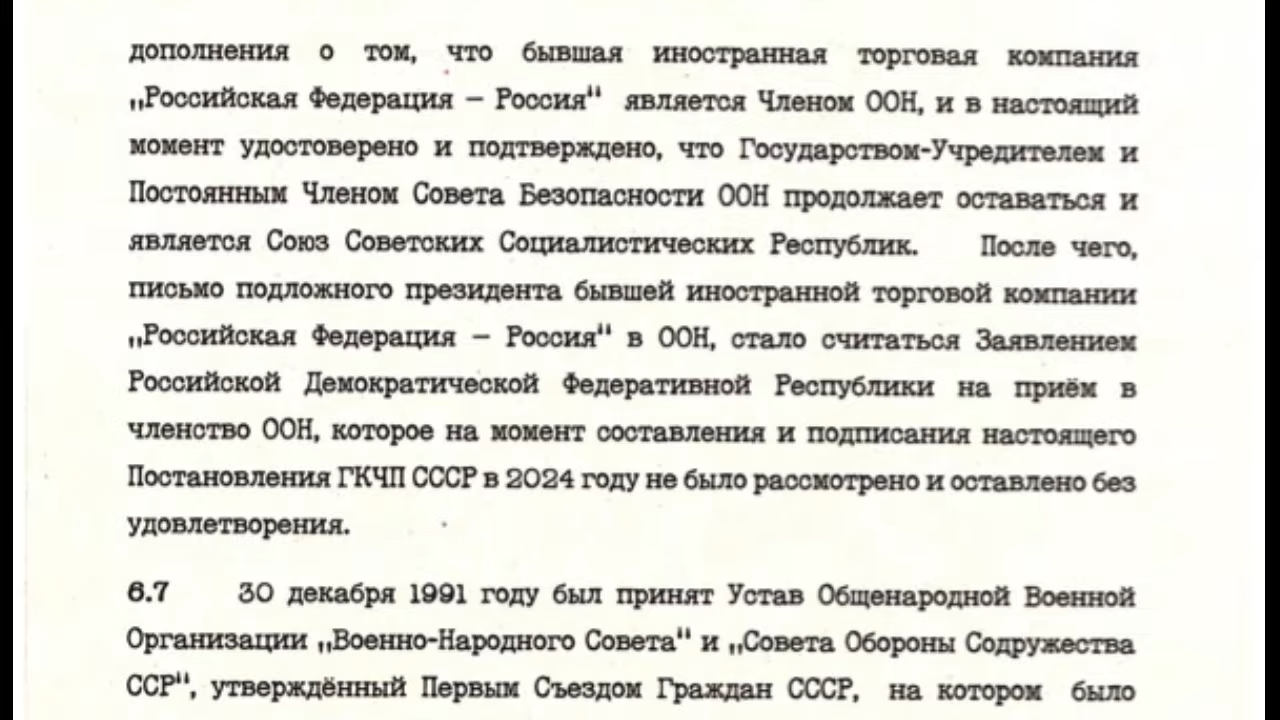 дополнения о том, что бывшая иностранная торговая компания
„Российская Федерация – Россия“ является Членом ООН, и в настоящий
момент удостоверено и подтверждено, что Государством-Учредителем и
Постоянным Членом Совета Безопасности ООН продолжает оставаться и
является Союз Советских Социалистических Республик. После чего,
письмо подложного президента бывшей иностранной торговой компании
„Российская Федерация – Россия“ в ООН, стало считаться Заявлением
Российской Демократической Федеративной Республики на приём в
членство ООН, которое на момент составления и подписания настоящего
Постановления ГКЧП СССР в 2024 году не было рассмотрено и оставлено без
удовлетворения.
6.7 30 декабря 1991 году был принят Устав Общенародной Военной
Организации „Военно-Народного Совета“ и „Совета Обороны Содружества
ССР“, утверждённый Первым Съездом Граждан СССР, на котором было